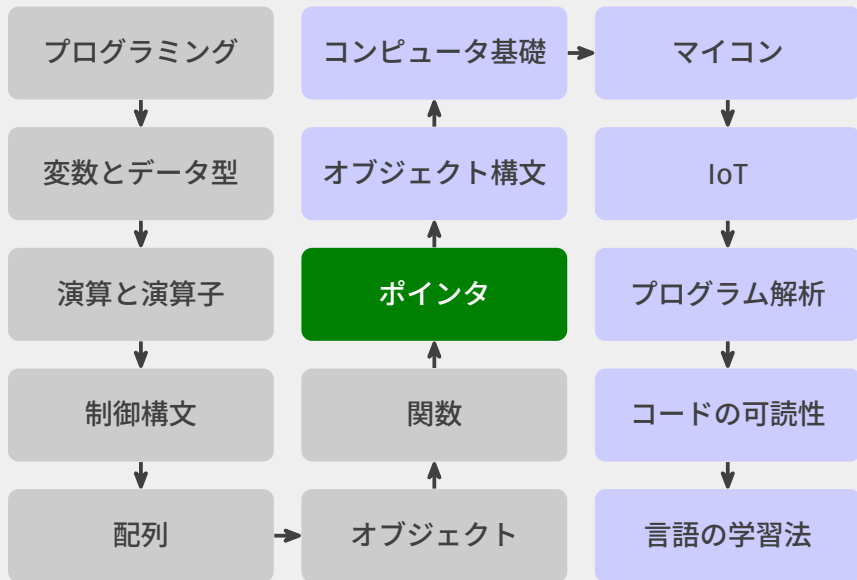 プログラミング
変数とデータ型
演算と演算子
制御構文
配列
オブジェクト
関数
ポインタ
オブジェクト構文
コンピュータ基礎
マイコン
IoT
プログラム解析
コードの可読性
言語の学習法